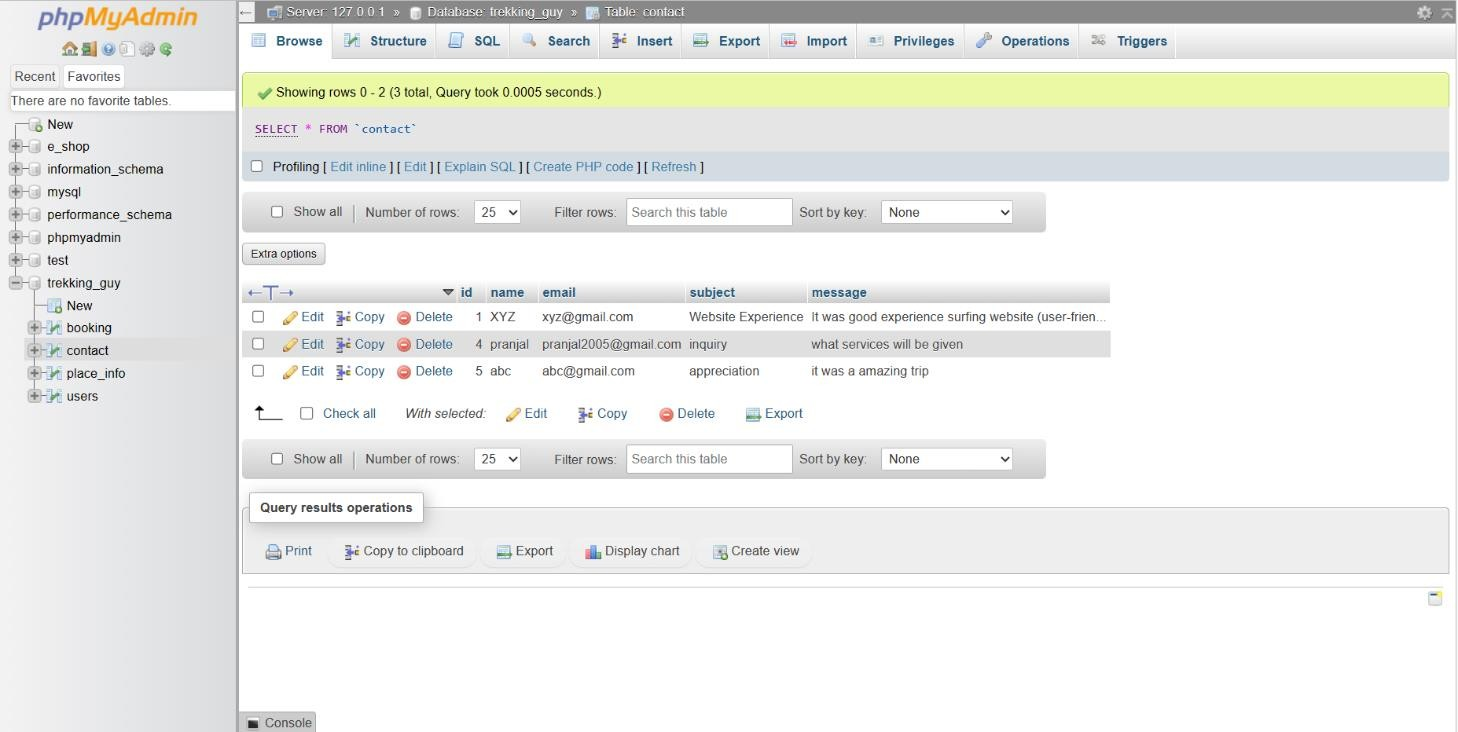 phpMyAdmin
Recent Favorites
There are no favorite tables.
New
e_shop
information_schema
mysql
performance_schema
phpmyadmin
test
trekking_guy
New
booking
contact
place_info
users
Server: 127.0.0.1 » Database: trekking_guy » Table: contact
Browse Structure SQL Search Insert Export Import Privileges Operations Triggers
Showing rows 0 - 2 (3 total, Query took 0.0005 seconds.)
SELECT * FROM `contact`
Profiling [ Edit inline ] [ Edit ] [ Explain SQL ] [ Create PHP code ] [ Refresh ]
Show all Number of rows: 25 Filter rows: Search this table Sort by key: None
Extra options
←T→ id name email subject message
Edit Copy Delete 1 XYZ xyz@gmail.com Website Experience It was good experience surfing website (user-frien...
Edit Copy Delete 4 pranjal pranjal2005@gmail.com inquiry what services will be given
Edit Copy Delete 5 abc abc@gmail.com appreciation it was a amazing trip
Check all With selected: Edit Copy Delete Export
Show all Number of rows: 25 Filter rows: Search this table Sort by key: None
Query results operations
Print Copy to clipboard Export Display chart Create view
Console